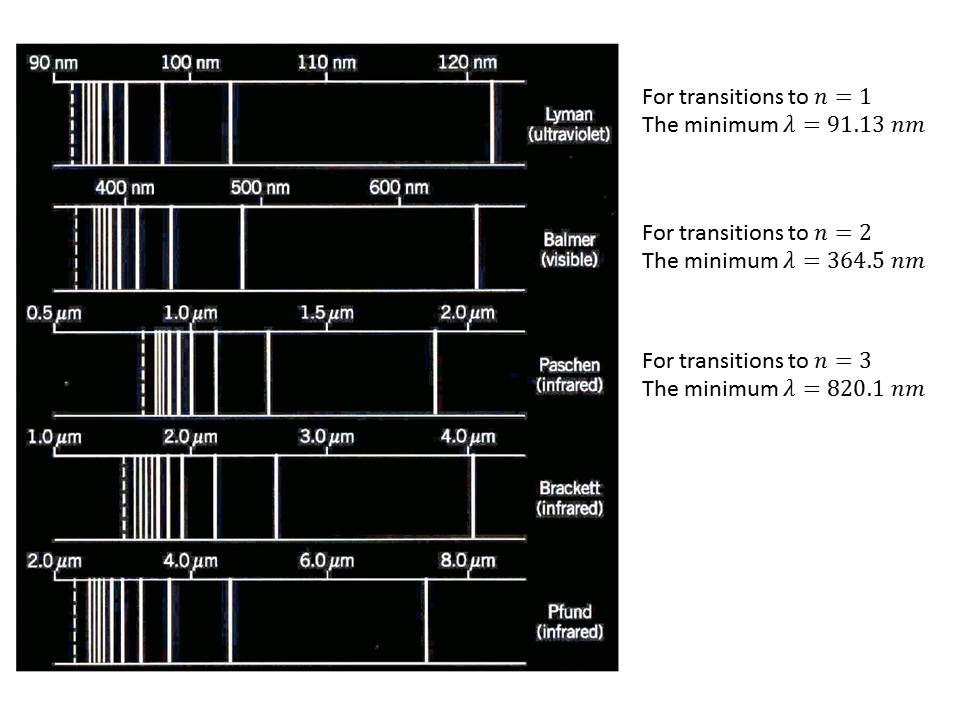 90 nm 100 nm 110 nm 120 nm
Lyman
(ultraviolet)
For transitions to n = 1
The minimum λ = 91.13 nm
400 nm 500 nm 600 nm
Balmer
(visible)
For transitions to n = 2
The minimum λ = 364.5 nm
0.5 μm 1.0 μm 1.5 μm 2.0 μm
Paschen
(infrared)
For transitions to n = 3
The minimum λ = 820.1 nm
1.0 μm 2.0 μm 3.0 μm 4.0 μm
Brackett
(infrared)
2.0 μm 4.0 μm 6.0 μm 8.0 μm
Pfund
(infrared)